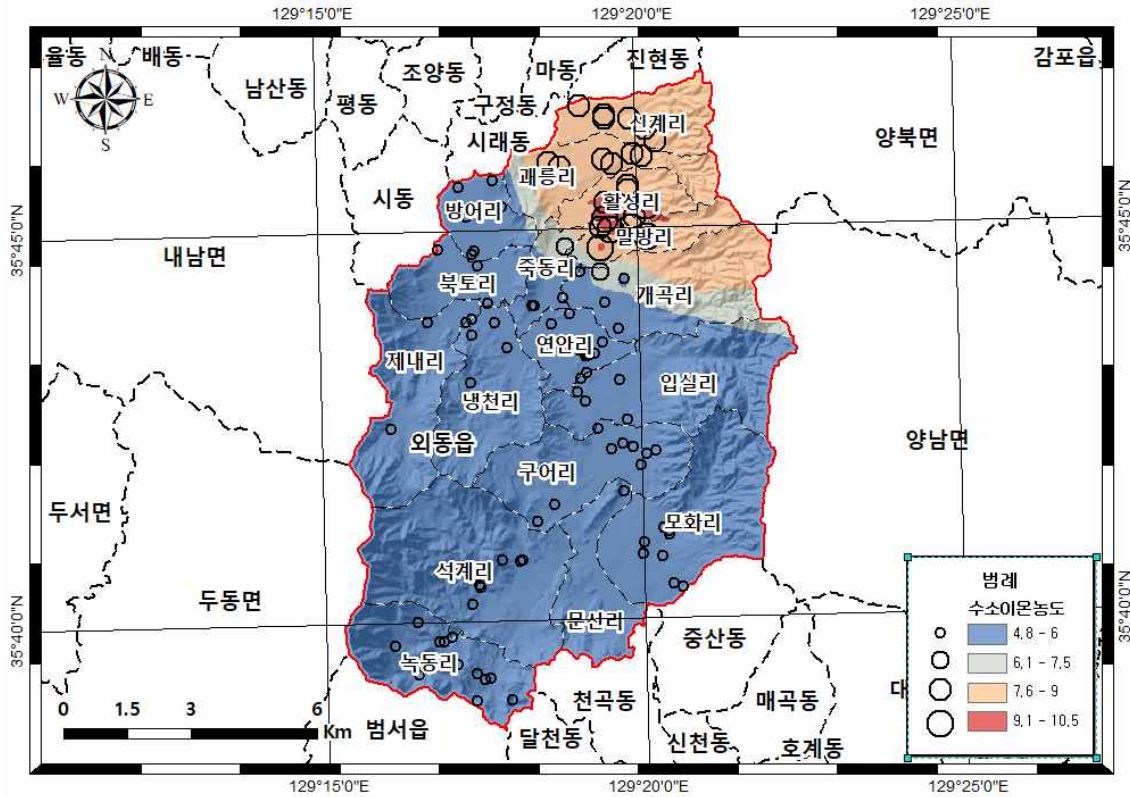 129°15'0"E 129°20'0"E 129°25'0"E
율동 배동 조양동 마동 진현동 감포읍
N
W E
S
남산동 평동 구정동 신계리
시래동 양북면
시동 괘릉리
방어리 활성리
말방리
35°45'0"N 35°45'0"N
내남면 북토리 죽동리 개곡리
제내리 연안리 입실리
냉천리
외동읍 구어리 양남면
두서면 모화리
석계리
두동면 문산리 중산동
35°40'0"N 35°40'0"N
녹동리
범서읍 천곡동 매곡동 대
달천동 신천동 호계동
0 1.5 3 6
Km
범례
수소이온농도
4.8 - 6
6.1 - 7.5
7.6 - 9
9.1 - 10.5
129°15'0"E 129°20'0"E 129°25'0"E